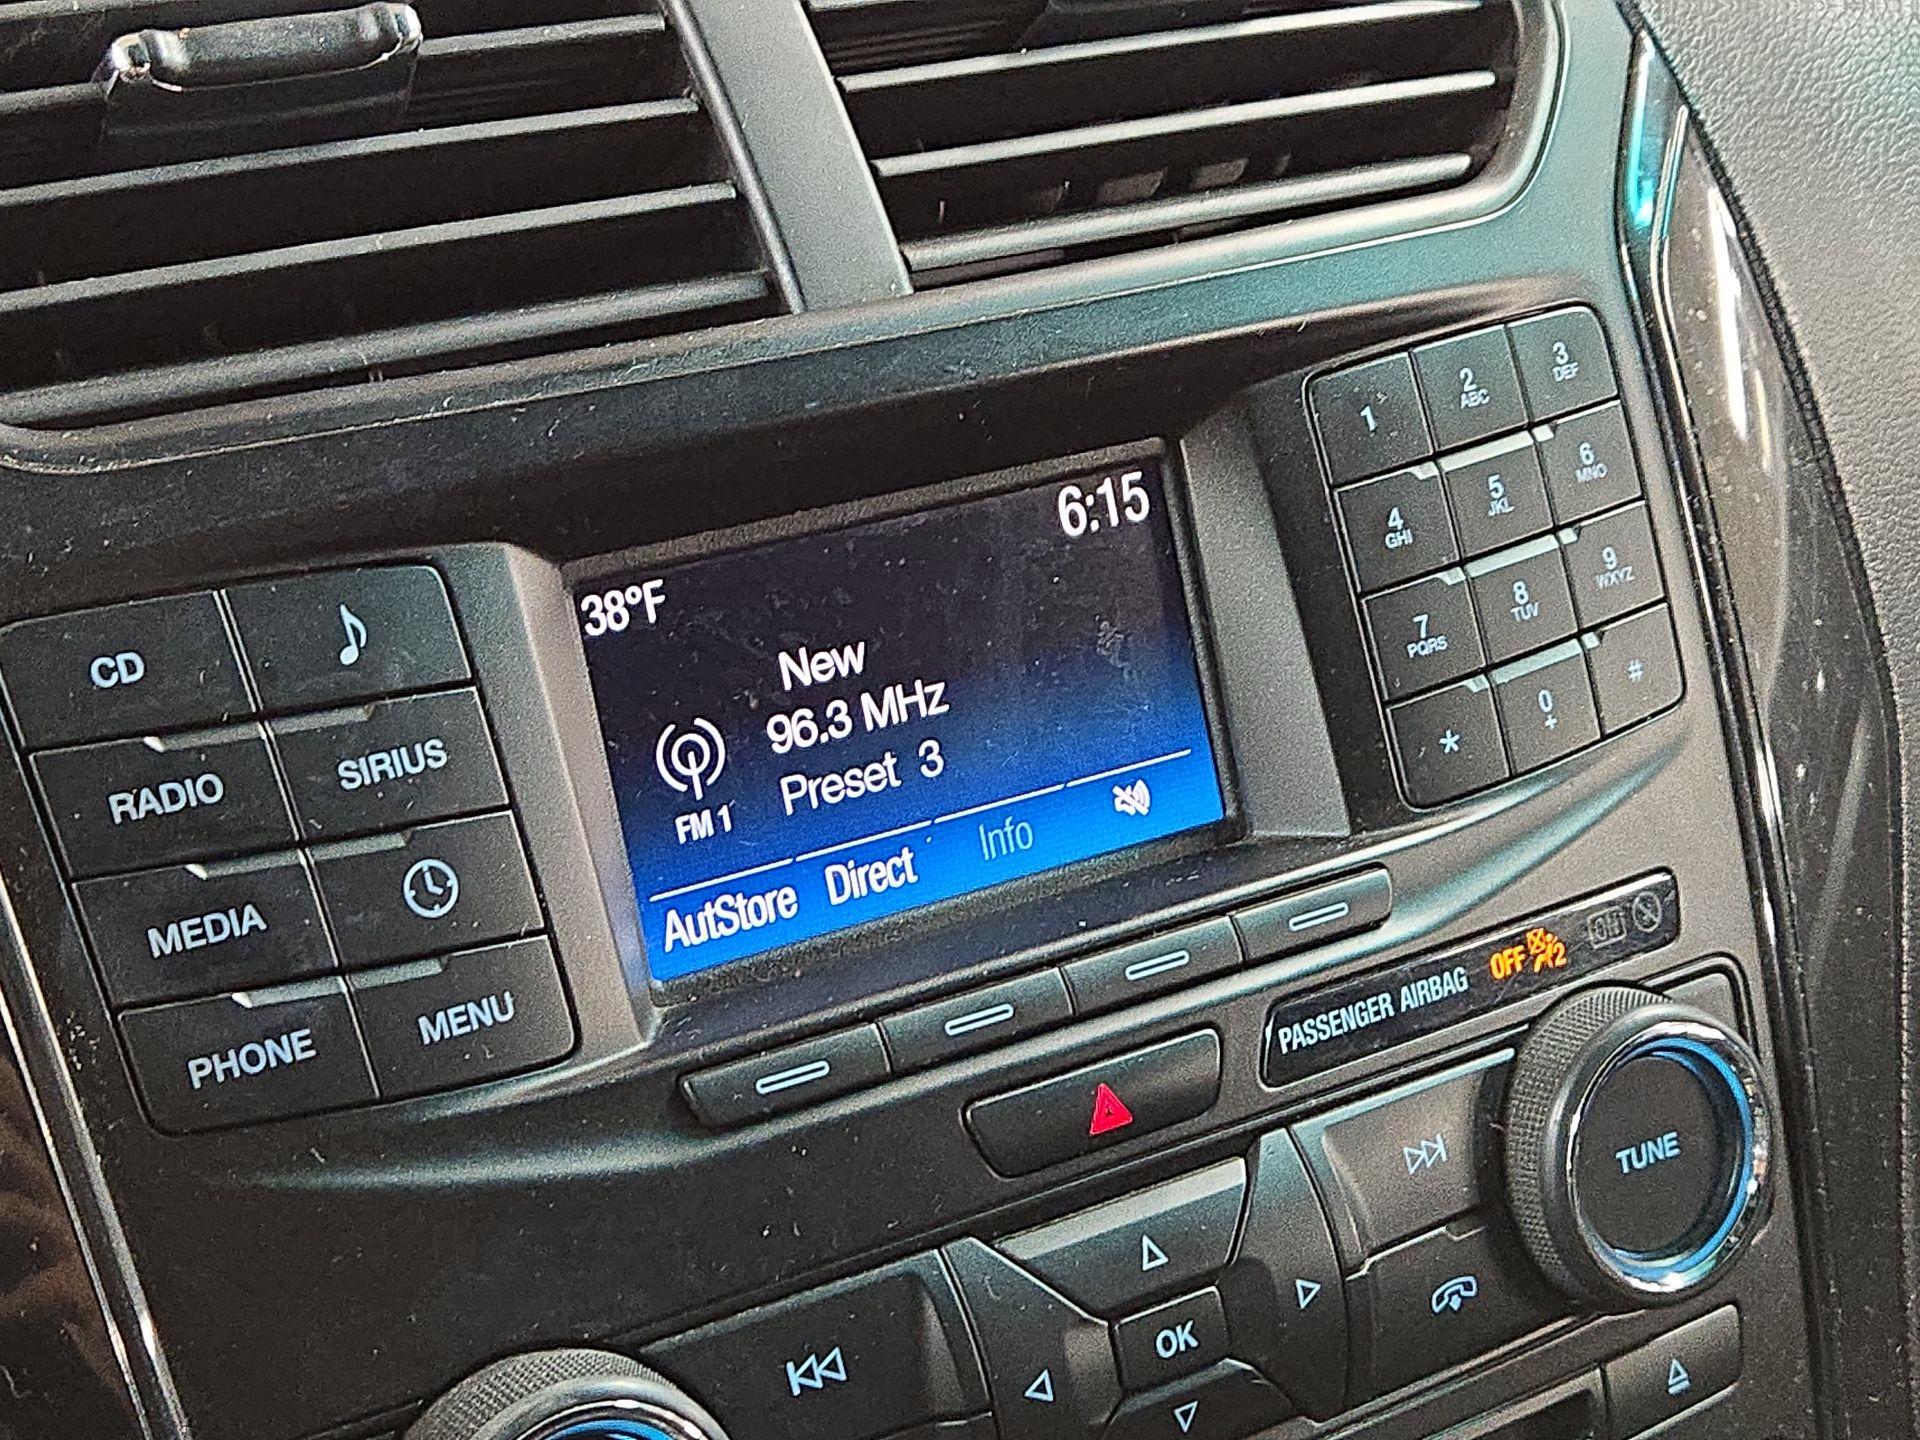 6:15
38°F
New
96.3 MHz
Preset 3
FM 1
AutStore Direct Info
CD
RADIO
SIRIUS
MEDIA
PHONE
MENU
1
2
ABC
3
DEF
4
GHI
5
JKL
6
MNO
7
PQRS
8
TUV
9
WXYZ
*
0
+
#
PASSENGER AIRBAG OFF 2 ON
TUNE
OK